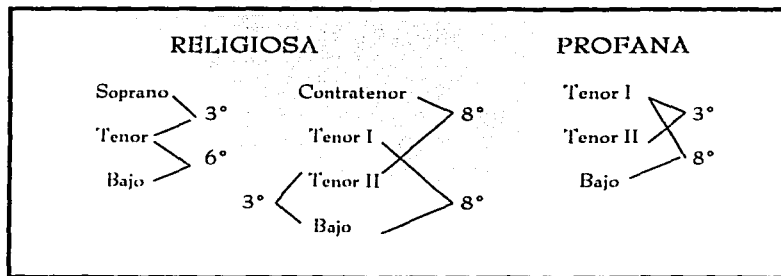 RELIGIOSA PROFANA
Soprano Contratenor Tenor I
3° 8° 3°
Tenor Tenor I Tenor II
6° 8°
Bajo Tenor II Bajo
3° 8°
Bajo